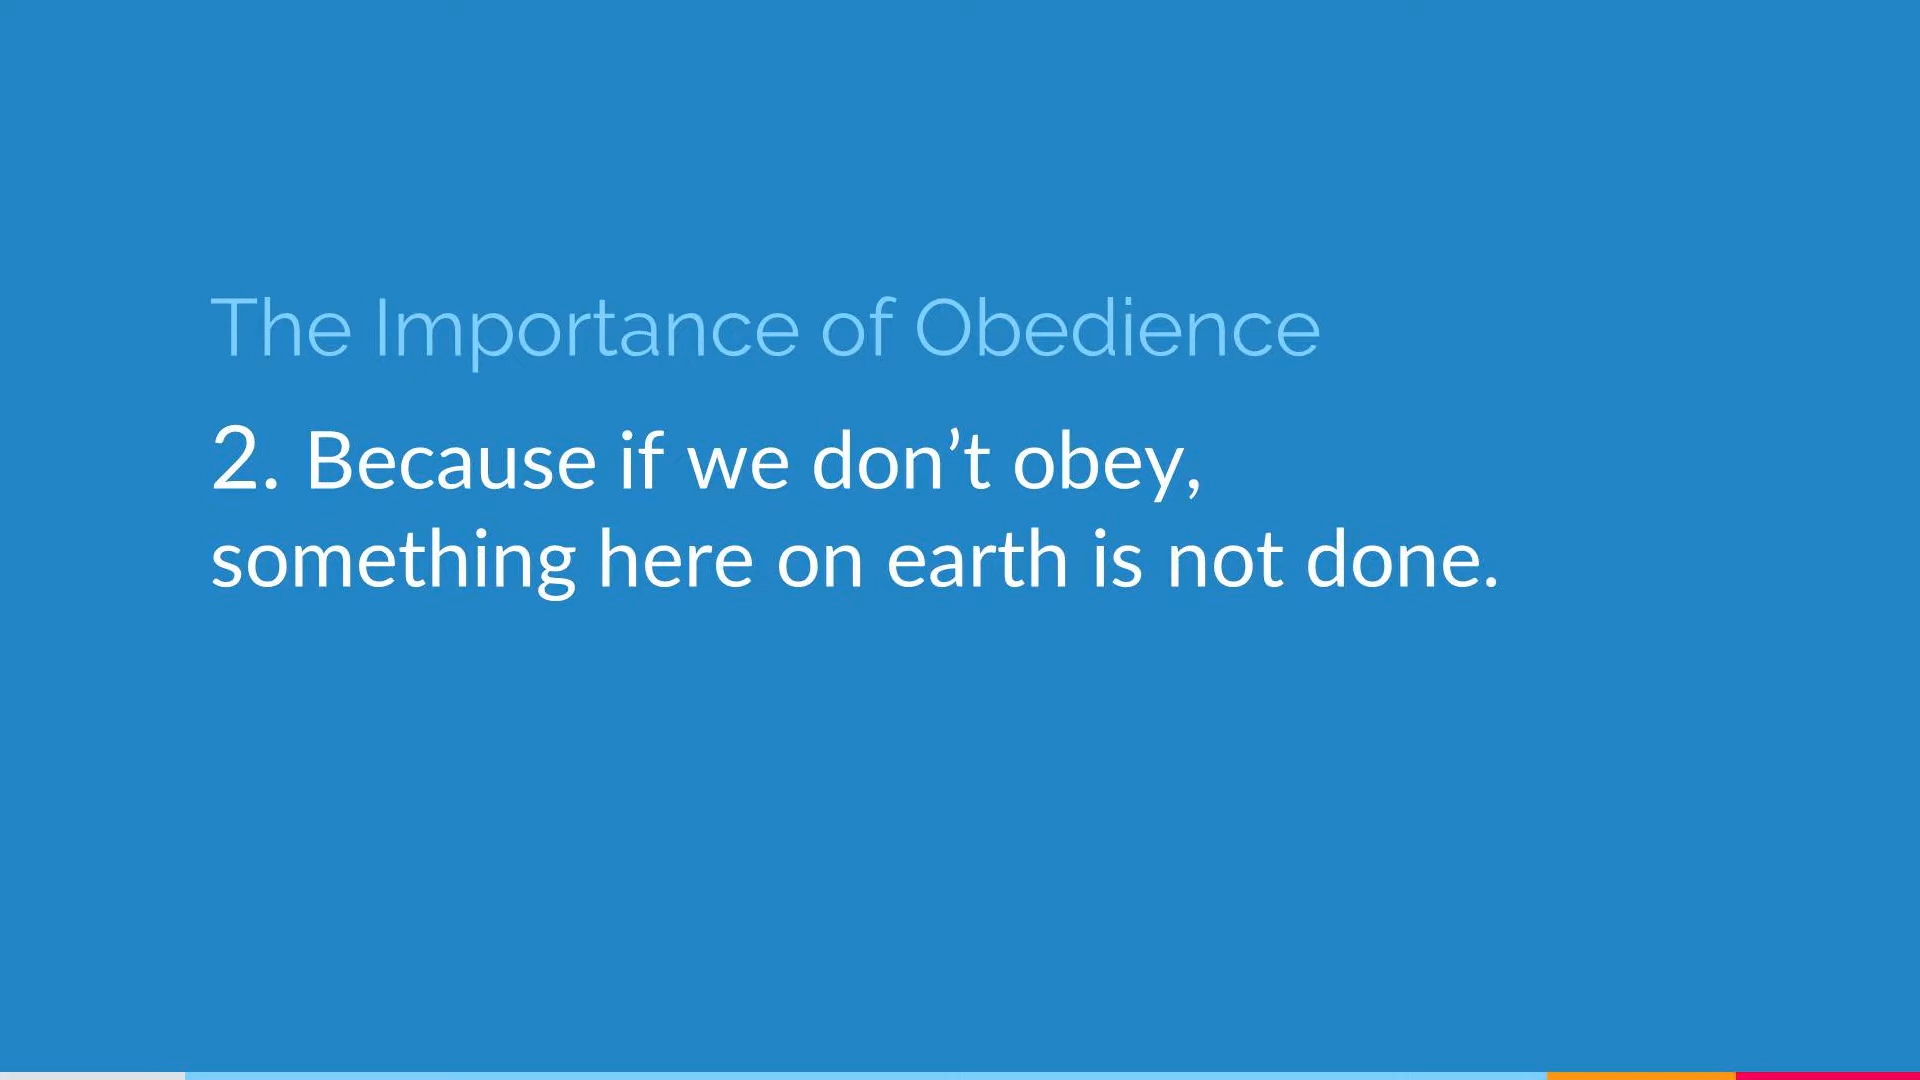 The Importance of Obedience
2. Because if we don’t obey,
something here on earth is not done.